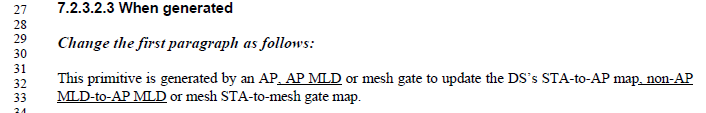 27 7.2.3.2.3 When generated
28
29 Change the first paragraph as follows:
30
31
32 This primitive is generated by an AP, AP MLD or mesh gate to update the DS's STA-to-AP map, non-AP
33 MLD-to-AP MLD or mesh STA-to-mesh gate map.